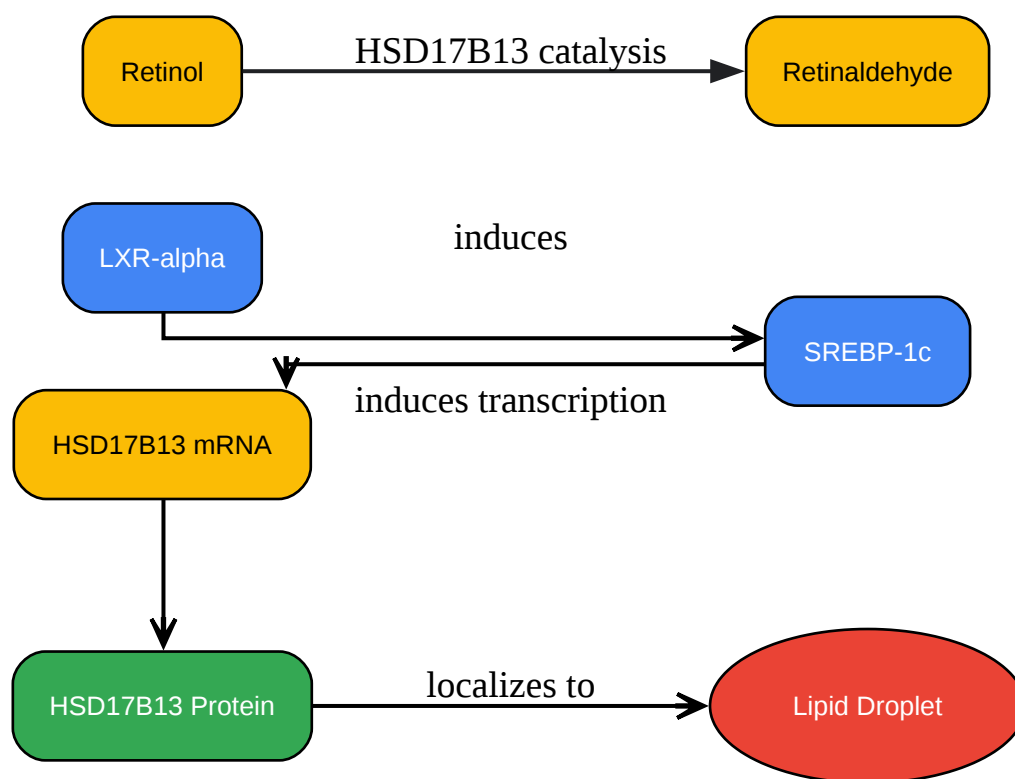 Retinol
HSD17B13 catalysis
Retinaldehyde
LXR-alpha
induces
SREBP-1c
induces transcription
HSD17B13 mRNA
HSD17B13 Protein
localizes to
Lipid Droplet